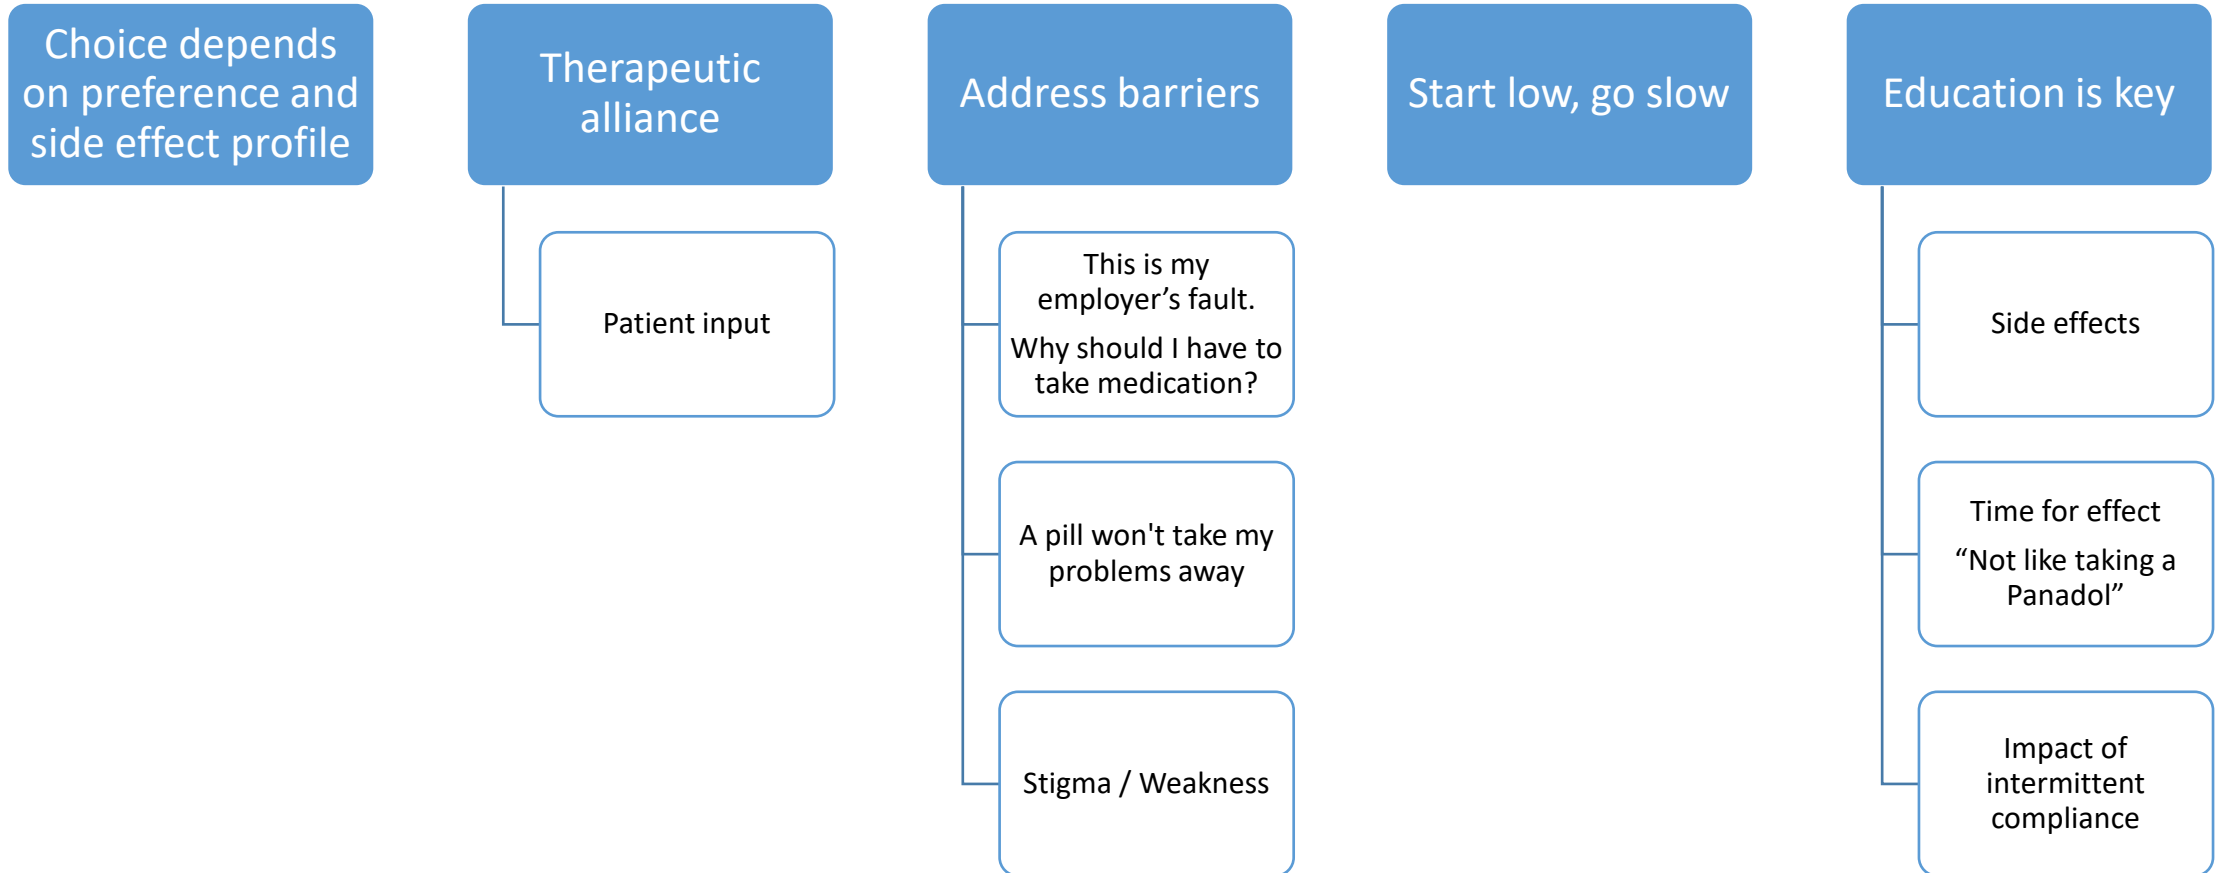 Choice depends
on preference and
side effect profile
Therapeutic
alliance
Patient input
Address barriers
This is my
employer’s fault.
Why should I have to
take medication?
A pill won't take my
problems away
Stigma / Weakness
Start low, go slow
Education is key
Side effects
Time for effect
“Not like taking a
Panadol”
Impact of
intermittent
compliance